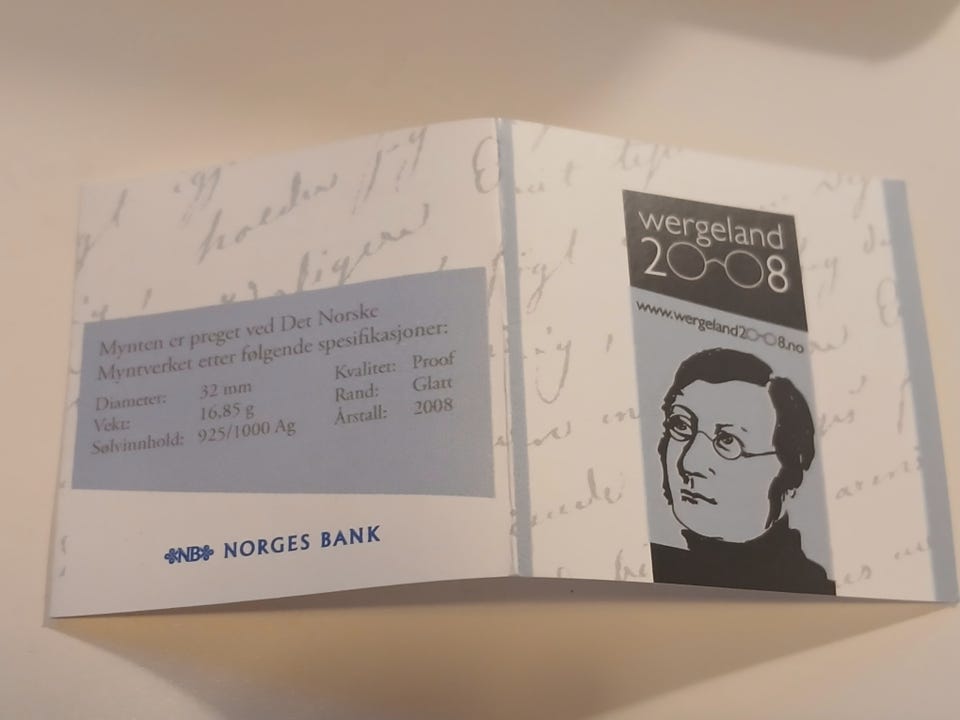 Mynten er preget ved Det Norske
Myntverket etter følgende spesifikasjoner:
Diameter: 32 mm
Vekt: 16,85 g
Sølvinnhold: 925/1000 Ag
Kvalitet: Proof
Rand: Glatt
Årstall: 2008
NB NORGES BANK
wergeland
2008
www.wergeland2008.no